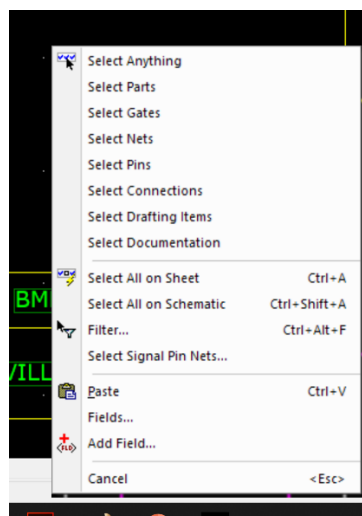 Select Anything
Select Parts
Select Gates
Select Nets
Select Pins
Select Connections
Select Drafting Items
Select Documentation
Select All on Sheet Ctrl+A
Select All on Schematic Ctrl+Shift+A
BM
Filter... Ctrl+Alt+F
Select Signal Pin Nets...
VILL
Paste Ctrl+V
Fields...
Add Field...
Cancel <Esc>